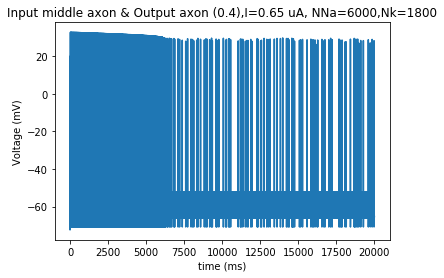 Input middle axon & Output axon (0.4),I=0.65 uA, NNa=6000,Nk=1800
Voltage (mV)
20
0
−20
−40
−60
0 2500 5000 7500 10000 12500 15000 17500 20000
time (ms)